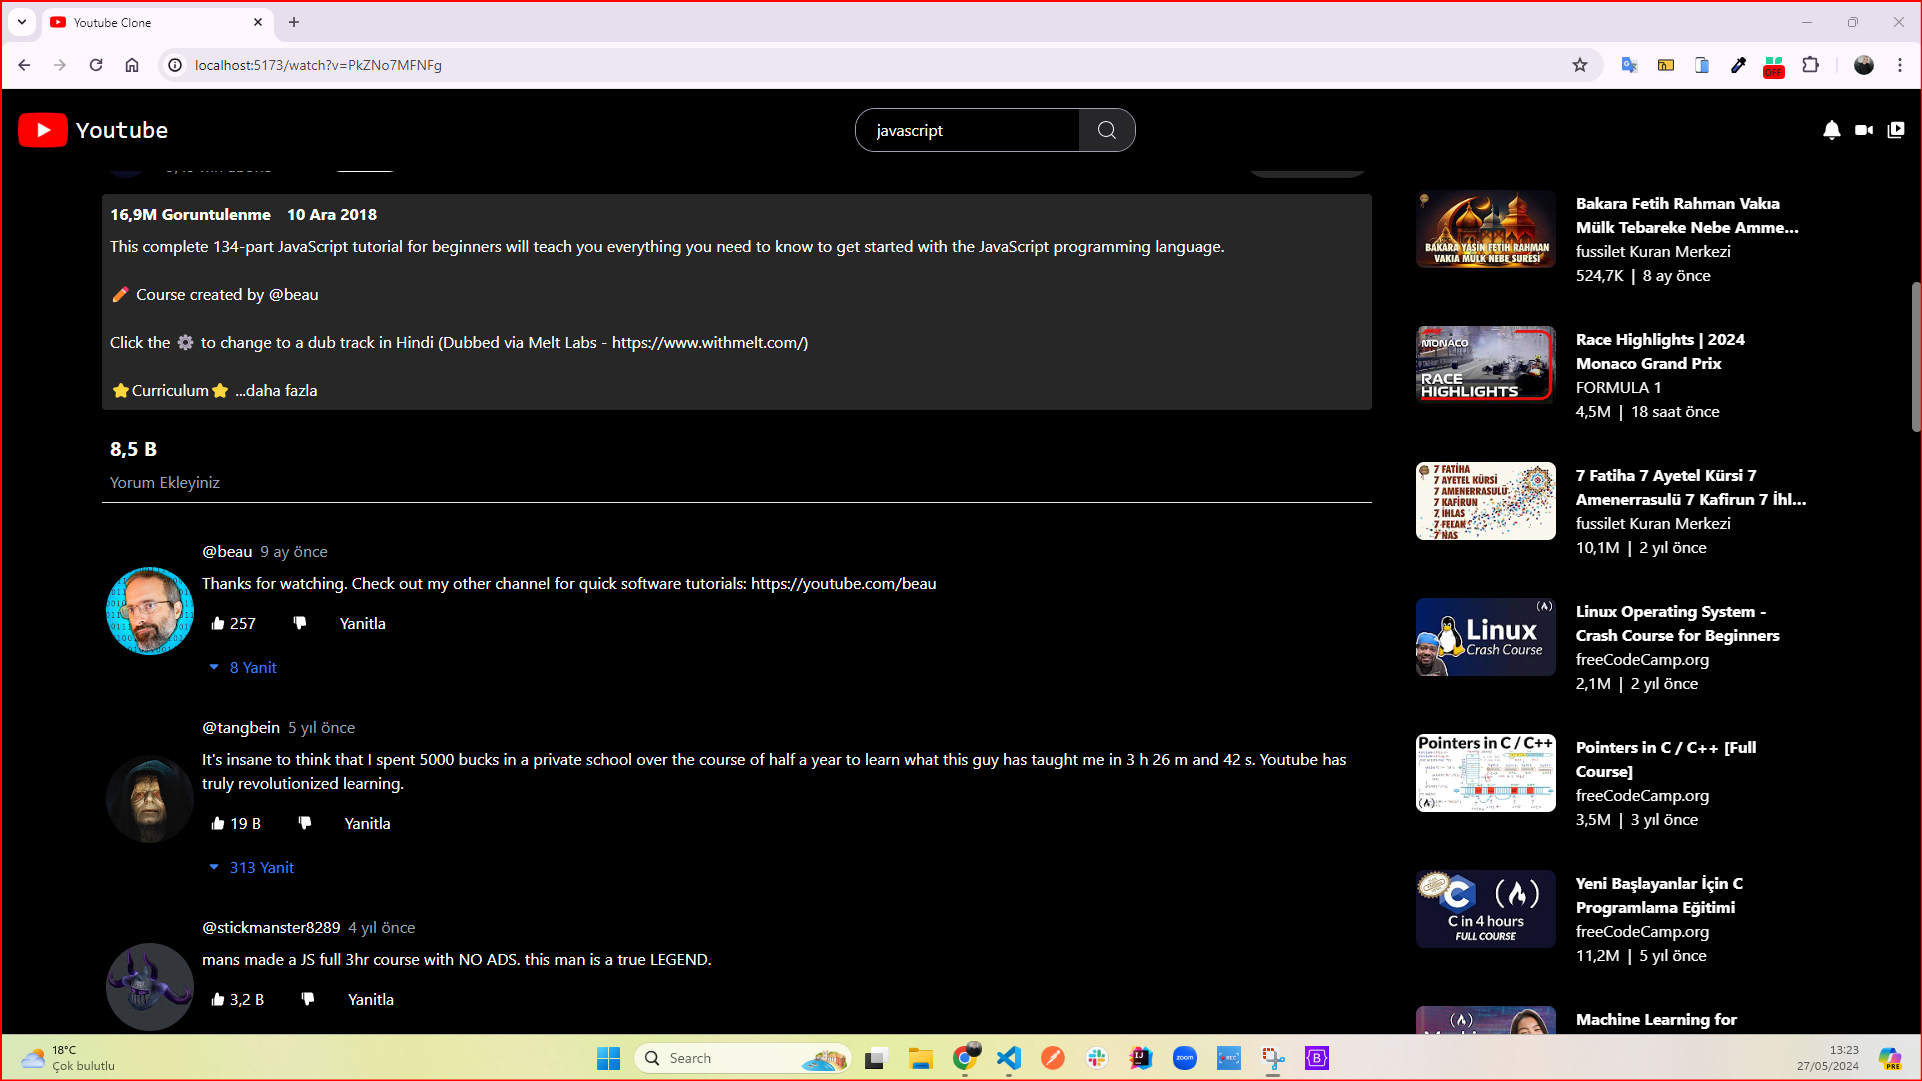 Youtube Clone
localhost:5173/watch?v=PkZNo7MFNFg
OFF
Youtube
javascript
16,9M Goruntulenme 10 Ara 2018
This complete 134-part JavaScript tutorial for beginners will teach you everything you need to know to get started with the JavaScript programming language.
Course created by @beau
Click the ⚙️ to change to a dub track in Hindi (Dubbed via Melt Labs - https://www.withmelt.com/)
⭐Curriculum⭐ ...daha fazla
8,5 B
Yorum Ekleyiniz
@beau 9 ay önce
Thanks for watching. Check out my other channel for quick software tutorials: https://youtube.com/beau
257 Yanitla
8 Yanit
@tangbein 5 yıl önce
It's insane to think that I spent 5000 bucks in a private school over the course of half a year to learn what this guy has taught me in 3 h 26 m and 42 s. Youtube has
truly revolutionized learning.
19 B Yanitla
313 Yanit
@stickmanster8289 4 yıl önce
mans made a JS full 3hr course with NO ADS. this man is a true LEGEND.
3,2 B Yanitla
BAKARA YASİN FETİH RAHMAN
VAKIA MÜLK NEBE SURESİ
Bakara Fetih Rahman Vakıa
Mülk Tebareke Nebe Amme...
fussilet Kuran Merkezi
524,7K | 8 ay önce
MONACO
RACE
HIGHLIGHTS
Race Highlights | 2024
Monaco Grand Prix
FORMULA 1
4,5M | 18 saat önce
7 FATİHA
7 AYETEL KÜRSİ
7 AMENERRASULÜ
7 KAFİRUN
7 İHLAS
7 FELAK
7 NAS
7 Fatiha 7 Ayetel Kürsi 7
Amenerrasulü 7 Kafirun 7 İhl...
fussilet Kuran Merkezi
10,1M | 2 yıl önce
Linux
Crash Course
Linux Operating System -
Crash Course for Beginners
freeCodeCamp.org
2,1M | 2 yıl önce
Pointers in C / C++
Pointers in C / C++ [Full
Course]
freeCodeCamp.org
3,5M | 3 yıl önce
C
C in 4 hours
FULL COURSE
Yeni Başlayanlar İçin C
Programlama Eğitimi
freeCodeCamp.org
11,2M | 5 yıl önce
Machine Learning for
18°C
Çok bulutlu
Search
zoom
REC
13:23
27/05/2024
PRE